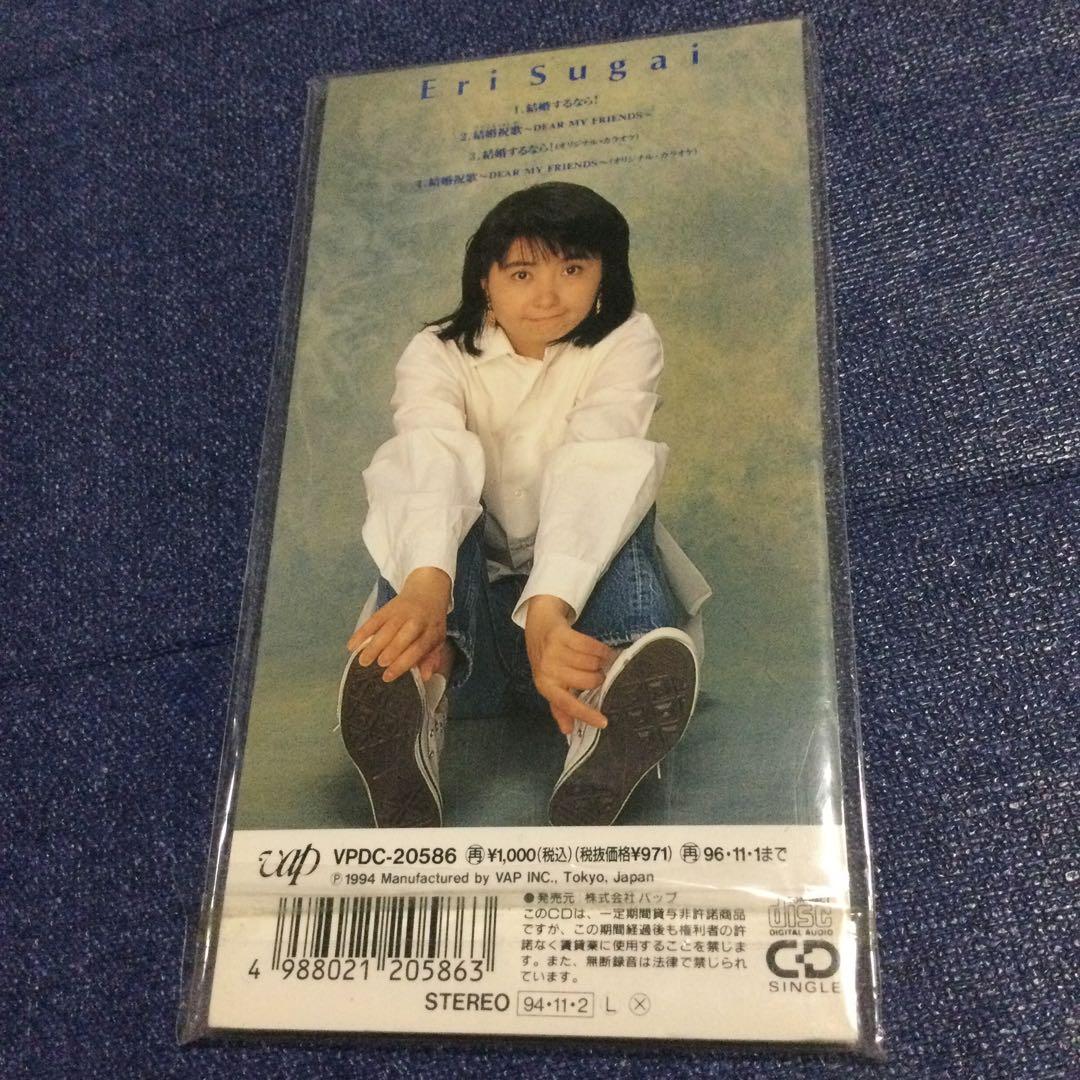 Eri Sugai
1.結婚するなら!
2.結婚祝歌～DEAR MY FRIENDS～
3.結婚するなら!(オリジナル・カラオケ)
4.結婚祝歌～DEAR MY FRIENDS～(オリジナル・カラオケ)
vap VPDC-20586 再 ¥1,000(税込)(税抜価格¥971) 再 96・11・1まで
Ⓟ1994 Manufactured by VAP INC., Tokyo, Japan
●発売元 株式会社バップ
このCDは、一定期間貸与非許諾商品
ですが、この期間経過後も権利者の許
諾なく賃貸業に使用することを禁じま
す。また、無断録音は法律で禁じられ
ています。
disc
DIGITAL AUDIO
CD
SINGLE
4 988021 205863
STEREO 94・11・2 L Ⓧ